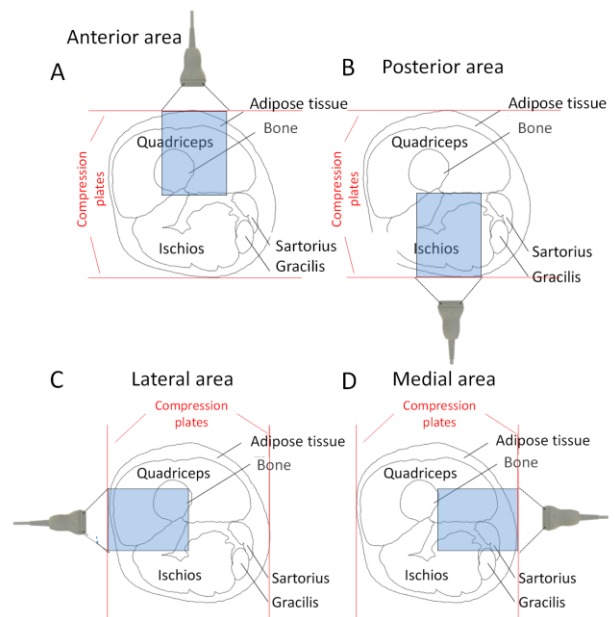 Anterior area
A
Adipose tissue
Bone
Quadriceps
Compression
plates
Ischios
Sartorius
Gracilis
B
Posterior area
Adipose tissue
Bone
Quadriceps
Compression
plates
Ischios
Sartorius
Gracilis
C
Lateral area
Compression
plates
Adipose tissue
Bone
Quadriceps
Ischios
Sartorius
Gracilis
D
Medial area
Compression
plates
Adipose tissue
Bone
Quadriceps
Ischios
Sartorius
Gracilis